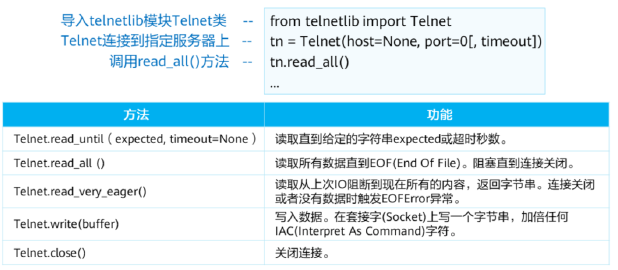 导入telnetlib模块Telnet类 -- from telnetlib import Telnet
Telnet连接到指定服务器上 -- tn = Telnet(host=None, port=0[, timeout])
调用read_all()方法 -- tn.read_all()
...
方法 功能
Telnet.read_until（expected, timeout=None） 读取直到给定的字符串expected或超时秒数。
Telnet.read_all () 读取所有数据直到EOF(End Of File)。阻塞直到连接关闭。
Telnet.read_very_eager() 读取从上次IO阻断到现在所有的内容，返回字节串。连接关闭
或者没有数据时触发EOFError异常。
Telnet.write(buffer) 写入数据。在套接字(Socket)上写一个字节串，加倍任何
IAC(Interpret As Command)字符。
Telnet.close() 关闭连接。